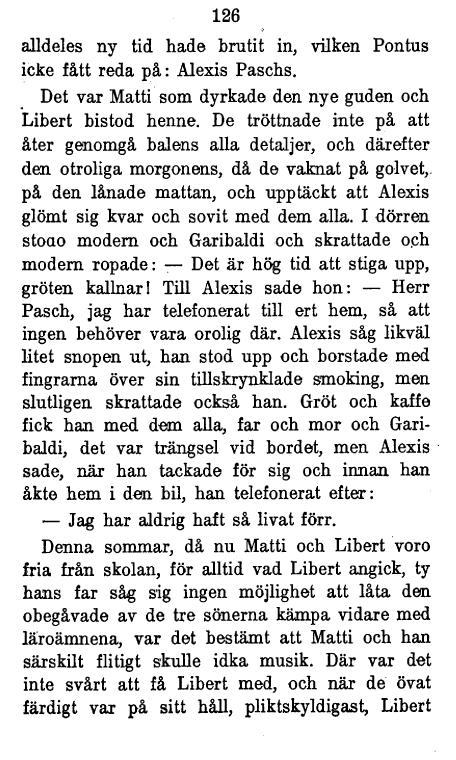 126
alldeles ny tid hade brutit in, vilken Pontus
icke fått reda på: Alexis Paschs.
Det var Matti som dyrkade den nye guden och
Libert bistod henne. De tröttnade inte på att
åter genomgå balens alla detaljer, och därefter
den otroliga morgonens, då de vaknat på golvet,
på den lånade mattan, och upptäckt att Alexis
glömt sig kvar och sovit med dem alla. I dörren
stodo modern och Garibaldi och skrattade och
modern ropade: — Det är hög tid att stiga upp,
gröten kallnar! Till Alexis sade hon: — Herr
Pasch, jag har telefonerat till ert hem, så att
ingen behöver vara orolig där. Alexis såg likväl
litet snopen ut, han stod upp och borstade med
fingrarna över sin tillskrynklade smoking, men
slutligen skrattade också han. Gröt och kaffe
fick han med dem alla, far och mor och Gari-
baldi, det var trängsel vid bordet, men Alexis
sade, när han tackade för sig och innan han
åkte hem i den bil, han telefonerat efter:
— Jag har aldrig haft så livat förr.
Denna sommar, då nu Matti och Libert voro
fria från skolan, för alltid vad Libert angick, ty
hans far såg sig ingen möjlighet att låta den
obegåvade av de tre sönerna kämpa vidare med
läroämnena, var det bestämt att Matti och han
särskilt flitigt skulle idka musik. Där var det
inte svårt att få Libert med, och när de övat
färdigt var på sitt håll, pliktskyldigast, Libert